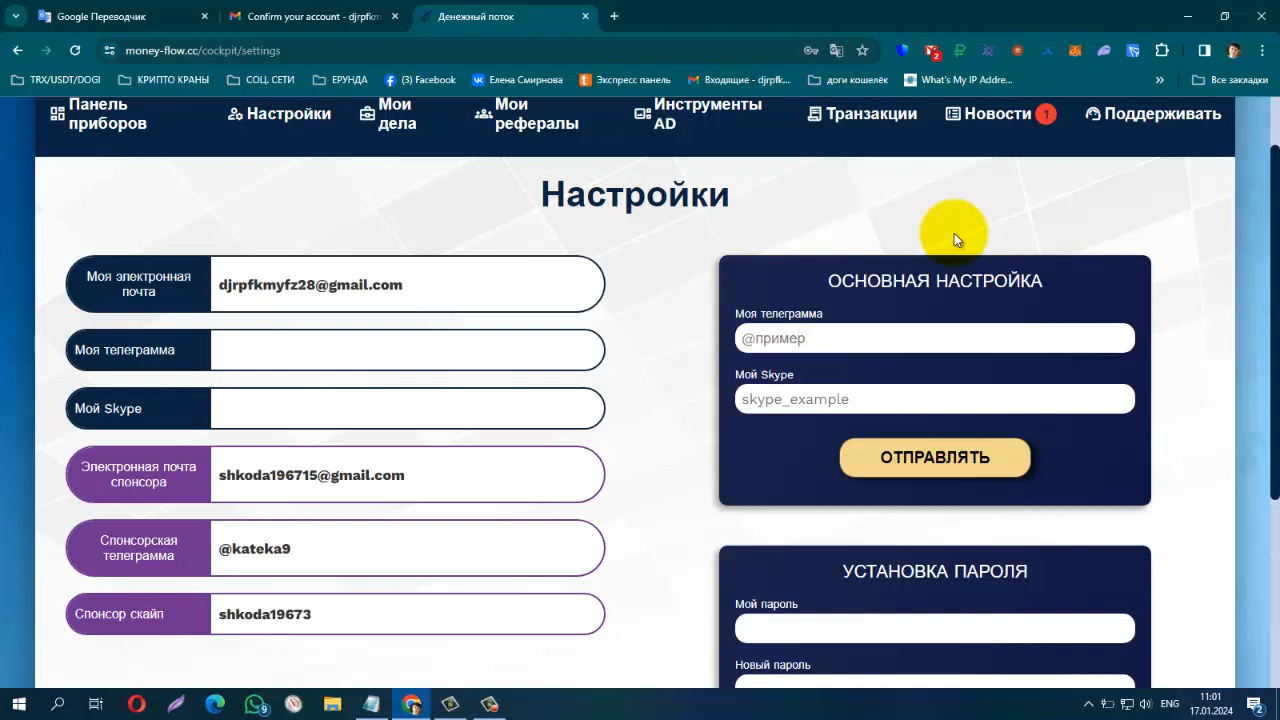 Google Переводчик
Confirm your account - djrpfkm
Денежный поток
money-flow.cc/cockpit/settings
2
TRX/USDT/DOGI
КРИПТО КРАНЫ
СОЦ. СЕТИ
ЕРУНДА
(3) Facebook
Елена Смирнова
Экспресс панель
Входящие - djrpfk...
доги кошелёк
What's My IP Addre...
Все закладки
Панель
приборов
Настройки
Мои
дела
Мои
рефералы
Инструменты
AD
Транзакции
Новости 1
Поддерживать
Настройки
Моя электронная
почта
djrpfkmyfz28@gmail.com
Моя телеграмма
Мой Skype
Электронная почта
спонсора
shkoda196715@gmail.com
Спонсорская
телеграмма
@kateka9
Спонсор скайп
shkoda19673
ОСНОВНАЯ НАСТРОЙКА
Моя телеграмма
@пример
Мой Skype
skype_example
ОТПРАВЛЯТЬ
УСТАНОВКА ПАРОЛЯ
Мой пароль
Новый пароль
9
ENG
11:01
17.01.2024
2